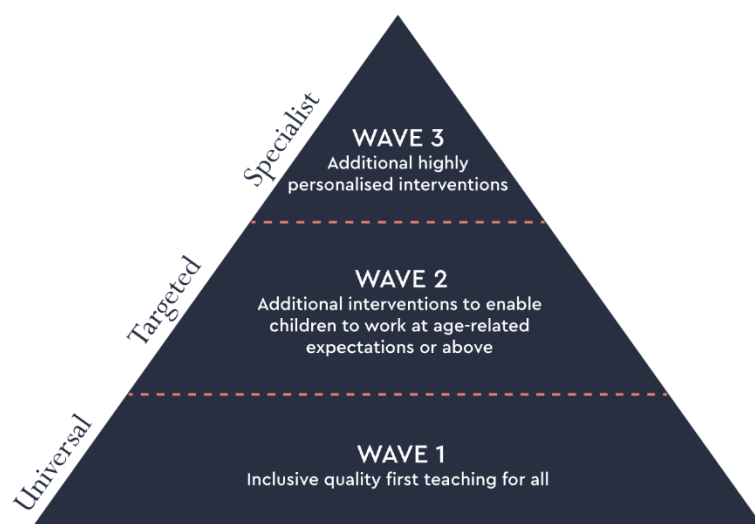 Specialist
WAVE 3
Additional highly
personalised interventions
Targeted
WAVE 2
Additional interventions to enable
children to work at age-related
expectations or above
Universal
WAVE 1
Inclusive quality first teaching for all